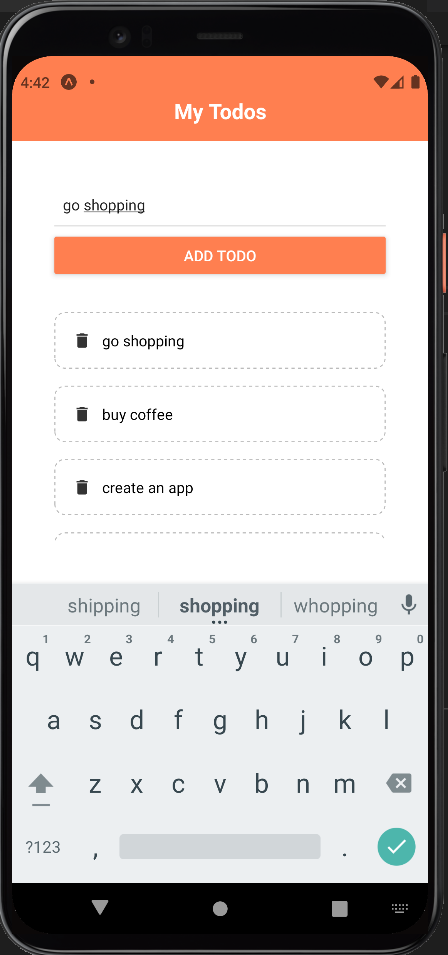 4:42
My Todos
go shopping
ADD TODO
go shopping
buy coffee
create an app
shipping shopping whopping
1 2 3 4 5 6 7 8 9 0
q w e r t y u i o p
a s d f g h j k l
z x c v b n m
?123 , .